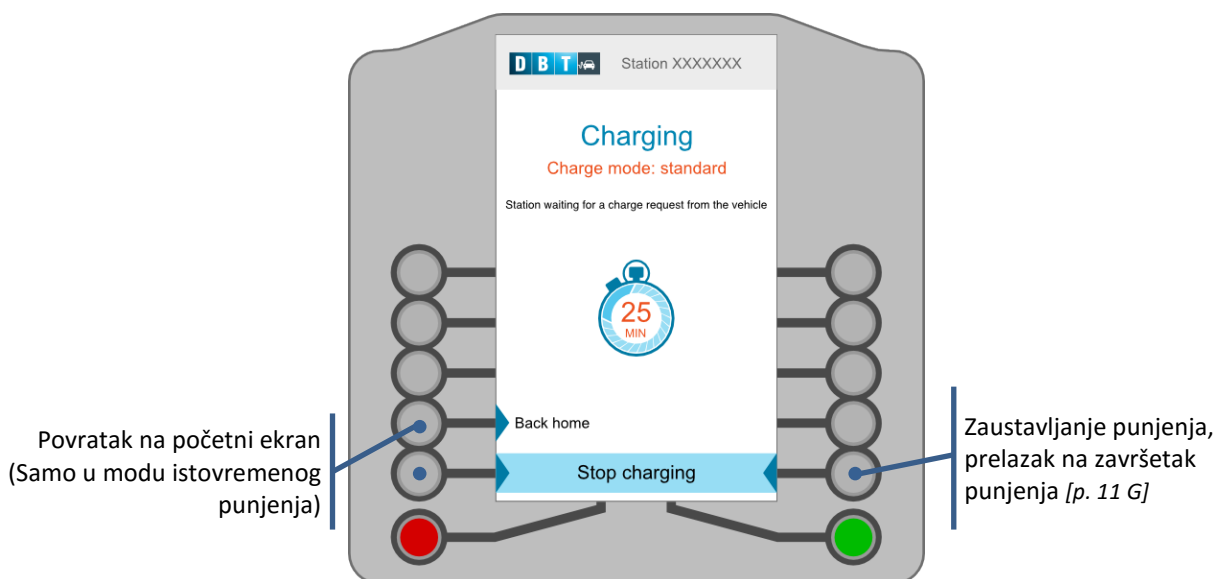 DBT Station XXXXXXX
Charging
Charge mode: standard
Station waiting for a charge request from the vehicle
25
MIN
Back home
Stop charging
Povratak na početni ekran
(Samo u modu istovremenog
punjenja)
Zaustavljanje punjenja,
prelazak na završetak
punjenja [p. 11 G]